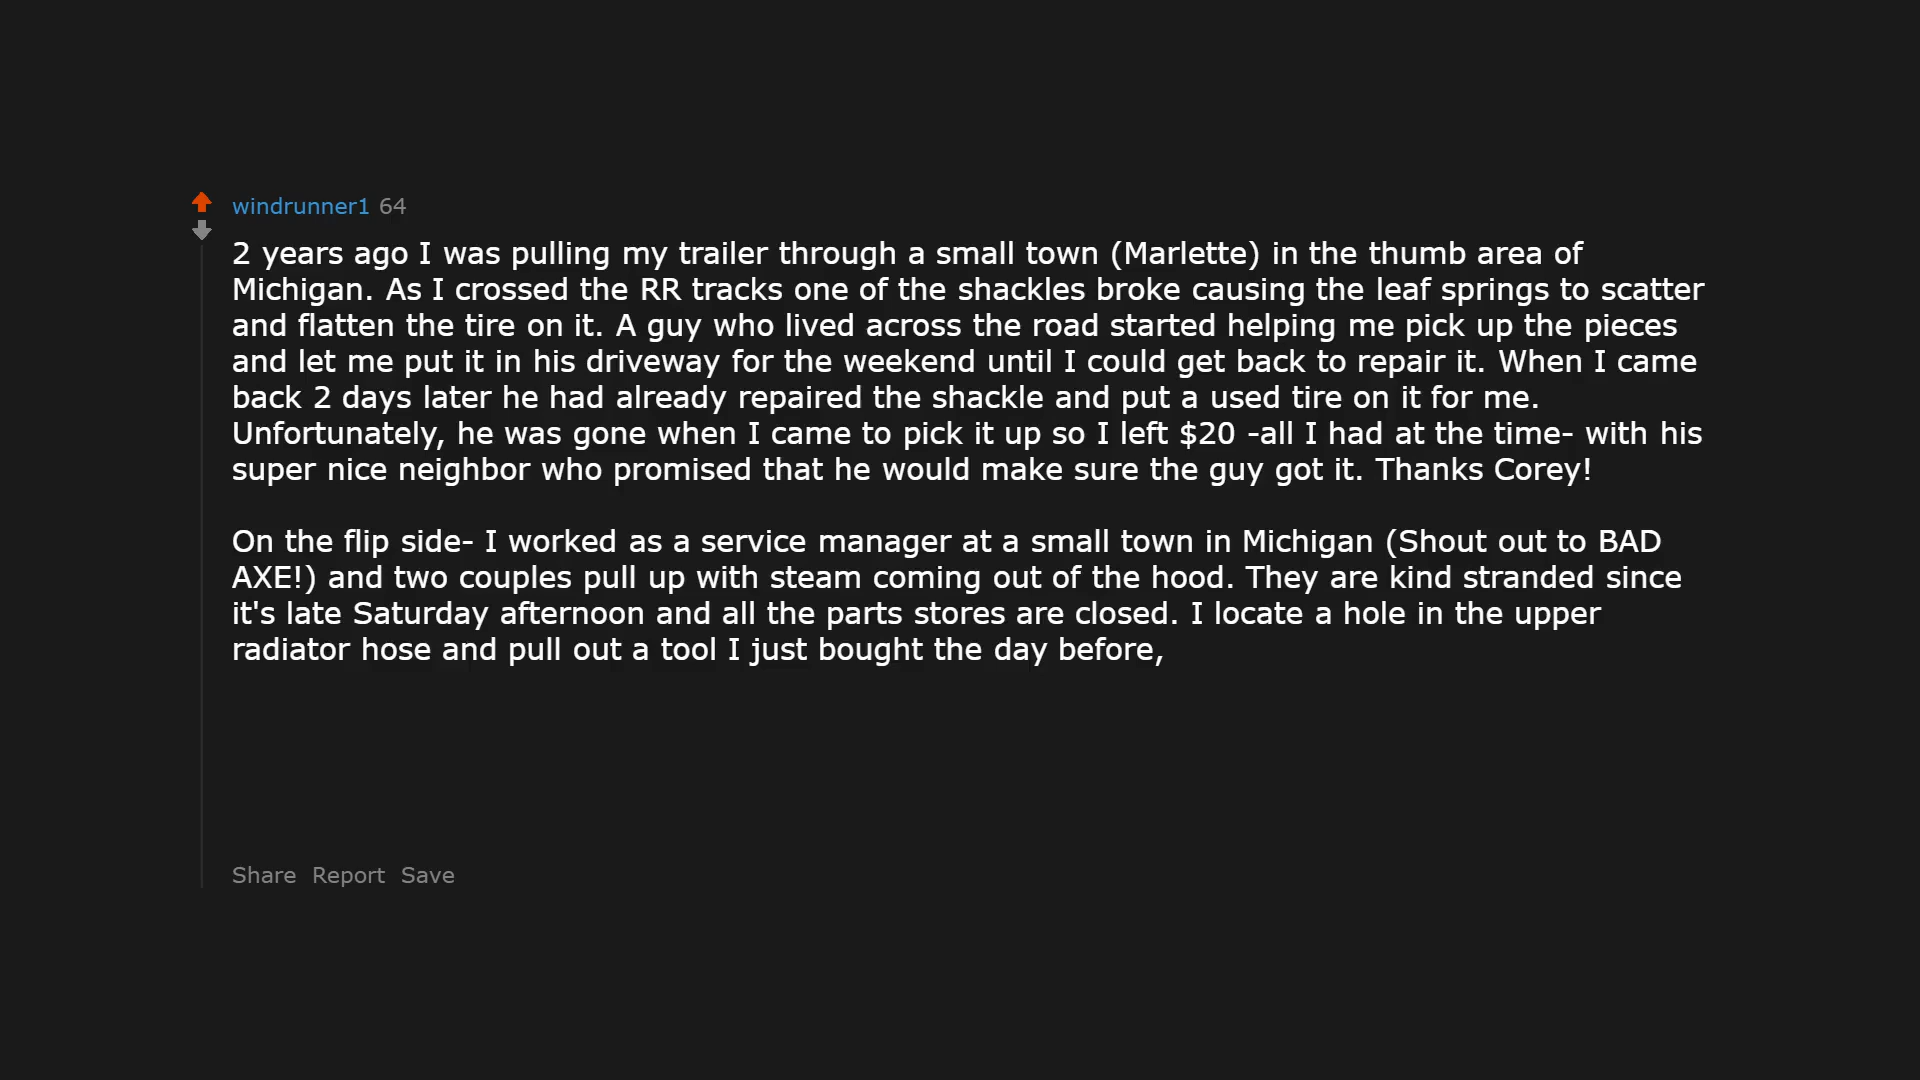 windrunner1 64
2 years ago I was pulling my trailer through a small town (Marlette) in the thumb area of
Michigan. As I crossed the RR tracks one of the shackles broke causing the leaf springs to scatter
and flatten the tire on it. A guy who lived across the road started helping me pick up the pieces
and let me put it in his driveway for the weekend until I could get back to repair it. When I came
back 2 days later he had already repaired the shackle and put a used tire on it for me.
Unfortunately, he was gone when I came to pick it up so I left $20 -all I had at the time- with his
super nice neighbor who promised that he would make sure the guy got it. Thanks Corey!
On the flip side- I worked as a service manager at a small town in Michigan (Shout out to BAD
AXE!) and two couples pull up with steam coming out of the hood. They are kind stranded since
it's late Saturday afternoon and all the parts stores are closed. I locate a hole in the upper
radiator hose and pull out a tool I just bought the day before,
Share Report Save